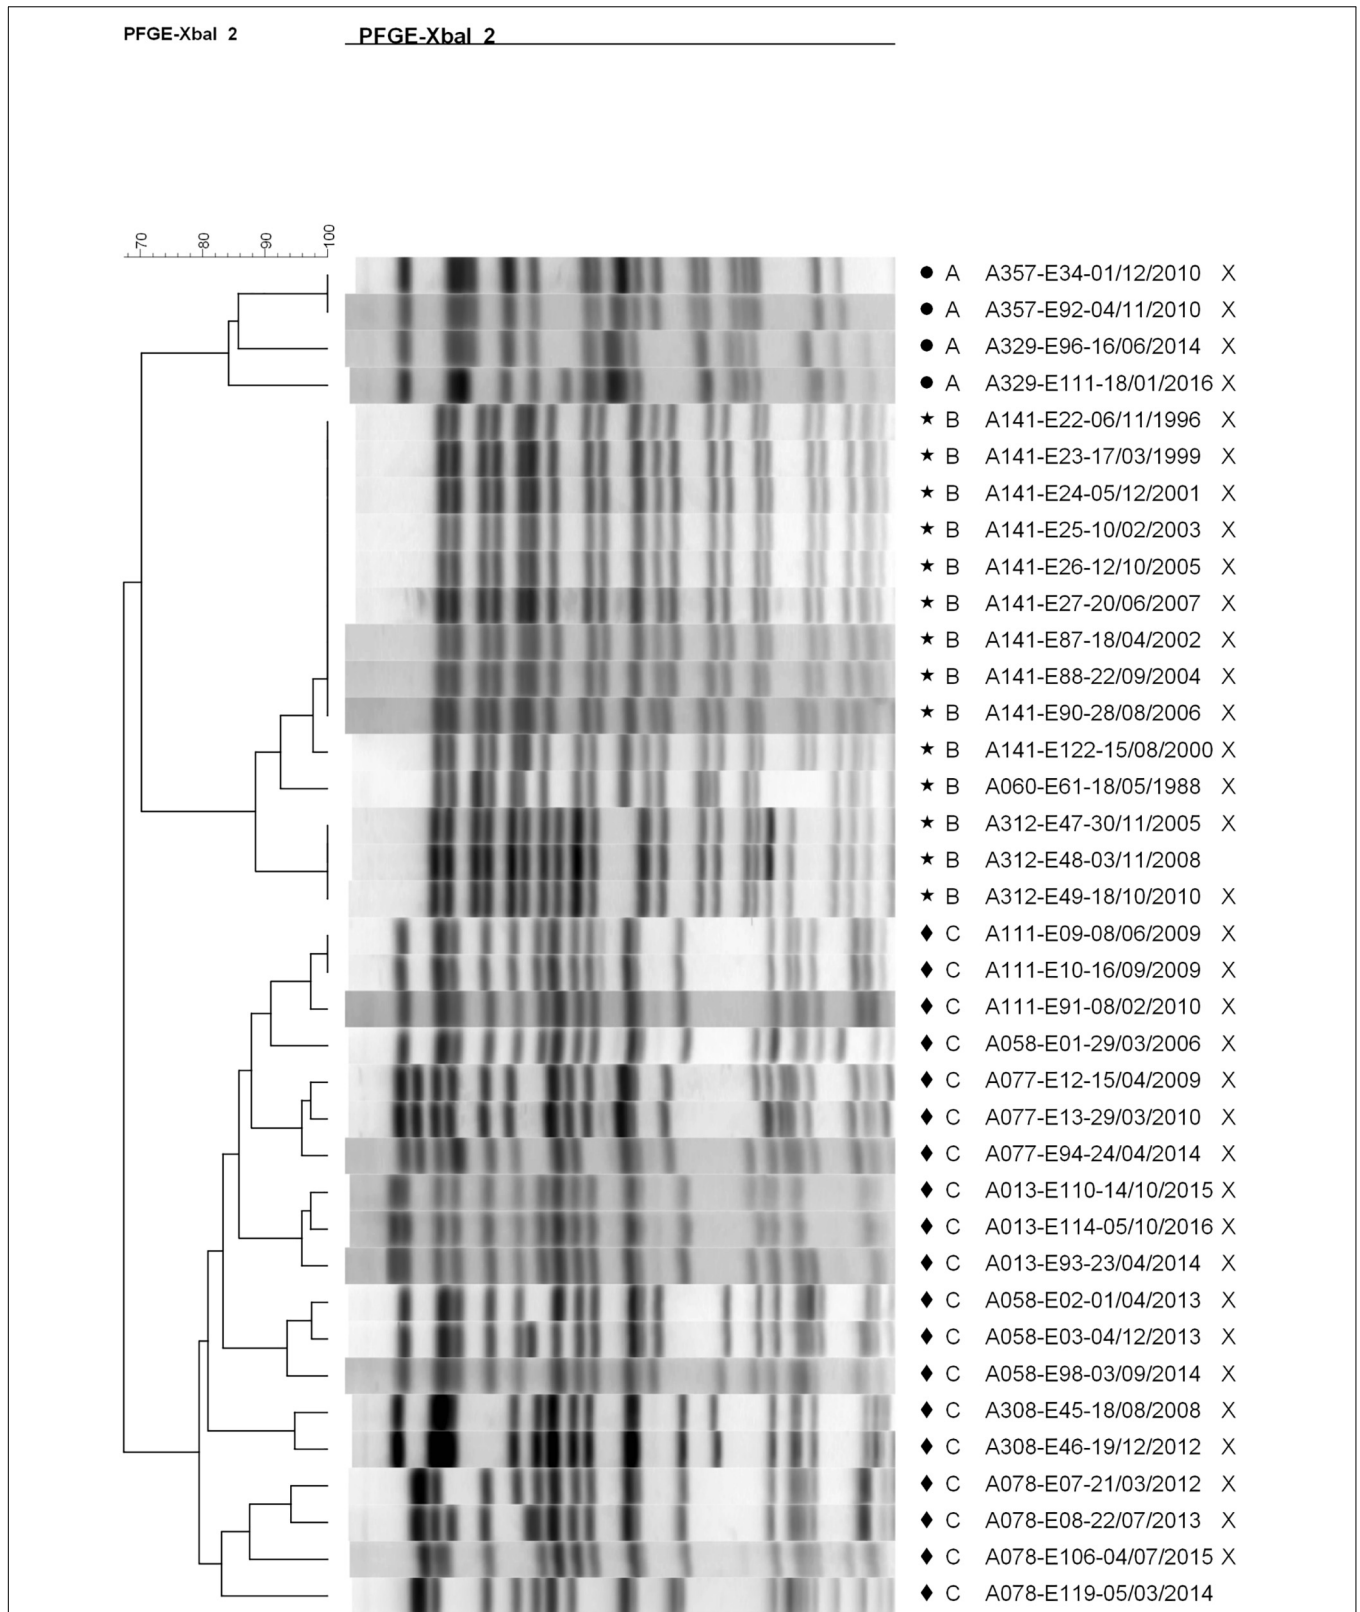 PFGE-XbaI 2 PFGE-XbaI 2
70 80 90 100
● A A357-E34-01/12/2010 X
● A A357-E92-04/11/2010 X
● A A329-E96-16/06/2014 X
● A A329-E111-18/01/2016 X
★ B A141-E22-06/11/1996 X
★ B A141-E23-17/03/1999 X
★ B A141-E24-05/12/2001 X
★ B A141-E25-10/02/2003 X
★ B A141-E26-12/10/2005 X
★ B A141-E27-20/06/2007 X
★ B A141-E87-18/04/2002 X
★ B A141-E88-22/09/2004 X
★ B A141-E90-28/08/2006 X
★ B A141-E122-15/08/2000 X
★ B A060-E61-18/05/1988 X
★ B A312-E47-30/11/2005 X
★ B A312-E48-03/11/2008
★ B A312-E49-18/10/2010 X
♦ C A111-E09-08/06/2009 X
♦ C A111-E10-16/09/2009 X
♦ C A111-E91-08/02/2010 X
♦ C A058-E01-29/03/2006 X
♦ C A077-E12-15/04/2009 X
♦ C A077-E13-29/03/2010 X
♦ C A077-E94-24/04/2014 X
♦ C A013-E110-14/10/2015 X
♦ C A013-E114-05/10/2016 X
♦ C A013-E93-23/04/2014 X
♦ C A058-E02-01/04/2013 X
♦ C A058-E03-04/12/2013 X
♦ C A058-E98-03/09/2014 X
♦ C A308-E45-18/08/2008 X
♦ C A308-E46-19/12/2012 X
♦ C A078-E07-21/03/2012 X
♦ C A078-E08-22/07/2013 X
♦ C A078-E106-04/07/2015 X
♦ C A078-E119-05/03/2014